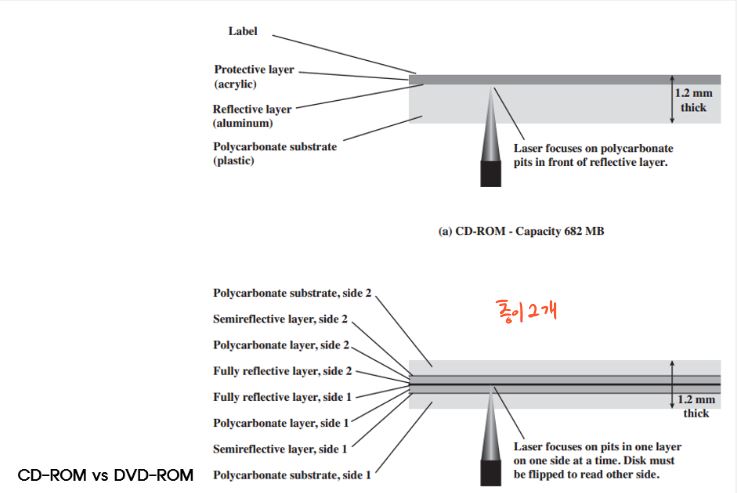 Label
Protective layer
(acrylic)
Reflective layer
(aluminum)
Polycarbonate substrate
(plastic)
1.2 mm
thick
Laser focuses on polycarbonate
pits in front of reflective layer.
(a) CD-ROM - Capacity 682 MB
Polycarbonate substrate, side 2
Semireflective layer, side 2
Polycarbonate layer, side 2
Fully reflective layer, side 2
Fully reflective layer, side 1
Polycarbonate layer, side 1
Semireflective layer, side 1
Polycarbonate substrate, side 1
층이 2개
1.2 mm
thick
Laser focuses on pits in one layer
on one side at a time. Disk must
be flipped to read other side.
CD-ROM vs DVD-ROM